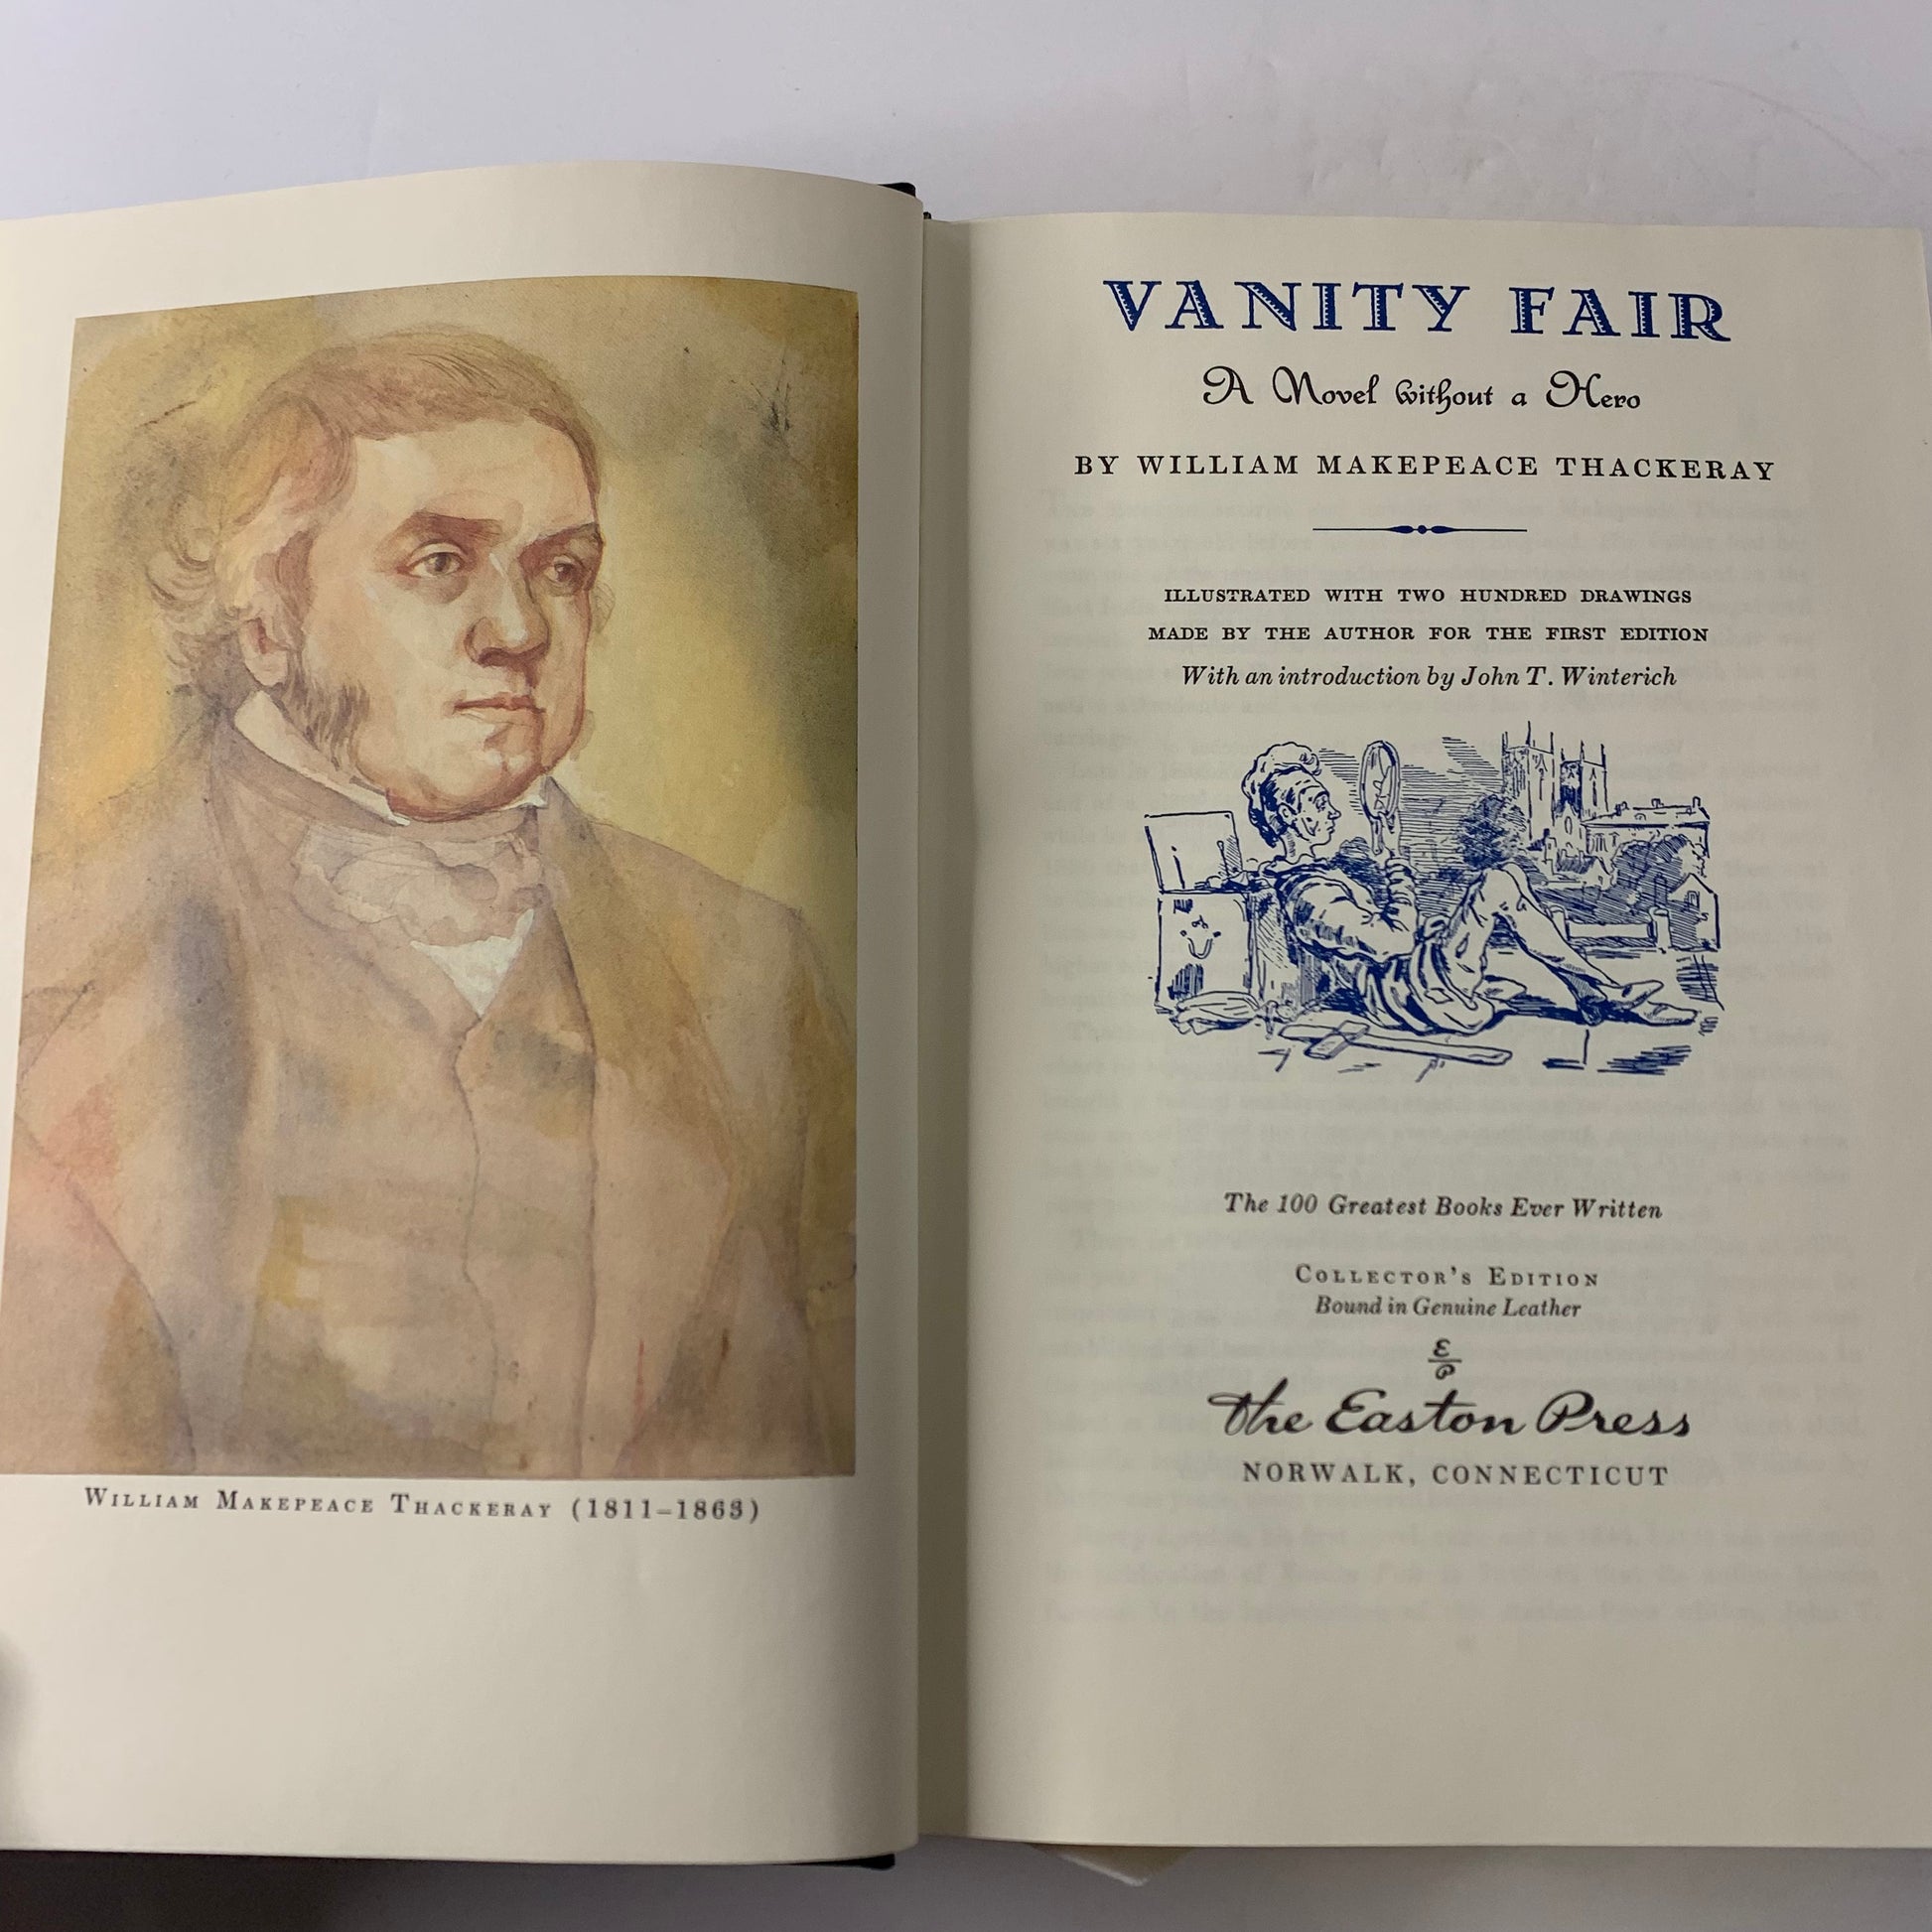 WILLIAM MAKEPEACE THACKERAY (1811–1863)
VANITY FAIR
A Novel without a Hero
BY WILLIAM MAKEPEACE THACKERAY
ILLUSTRATED WITH TWO HUNDRED DRAWINGS
MADE BY THE AUTHOR FOR THE FIRST EDITION
With an introduction by John T. Winterich
The 100 Greatest Books Ever Written
COLLECTOR'S EDITION
Bound in Genuine Leather
E
P
The Easton Press
NORWALK, CONNECTICUT